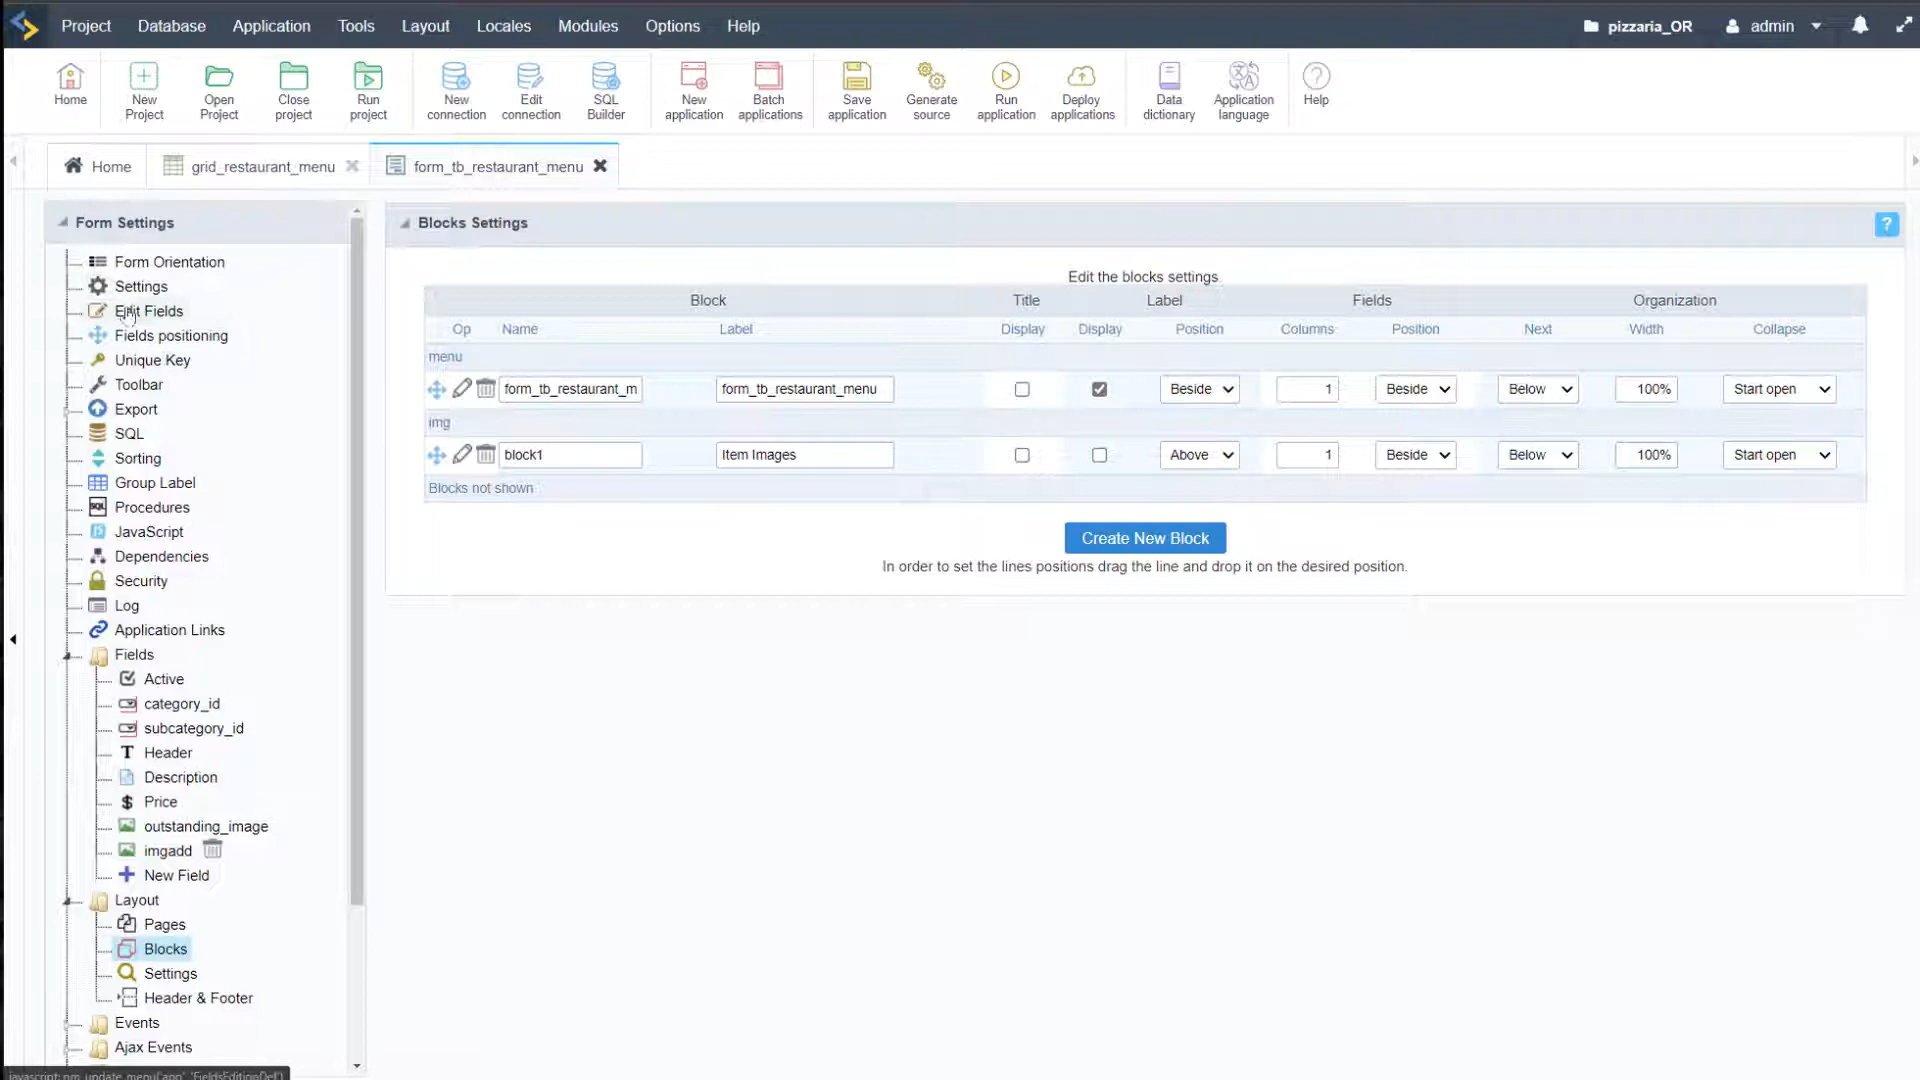 Project Database Application Tools Layout Locales Modules Options Help pizzaria_OR admin
Home New Project Open Project Close project Run project New connection Edit connection SQL Builder New application Batch applications Save application Generate source Run application Deploy applications Data dictionary Application language Help
Home grid_restaurant_menu form_tb_restaurant_menu
Form Settings
Form Orientation
Settings
Edit Fields
Fields positioning
Unique Key
Toolbar
Export
SQL
Sorting
Group Label
Procedures
JavaScript
Dependencies
Security
Log
Application Links
Fields
Active
category_id
subcategory_id
Header
Description
Price
outstanding_image
imgadd
New Field
Layout
Pages
Blocks
Settings
Header & Footer
Events
Ajax Events
Blocks Settings ?
Edit the blocks settings
Block Title Label Fields Organization
Op Name Label Display Display Position Columns Position Next Width Collapse
menu
form_tb_restaurant_m form_tb_restaurant_menu Beside 1 Beside Below 100% Start open
img
block1 Item Images Above 1 Beside Below 100% Start open
Blocks not shown
Create New Block
In order to set the lines positions drag the line and drop it on the desired position.